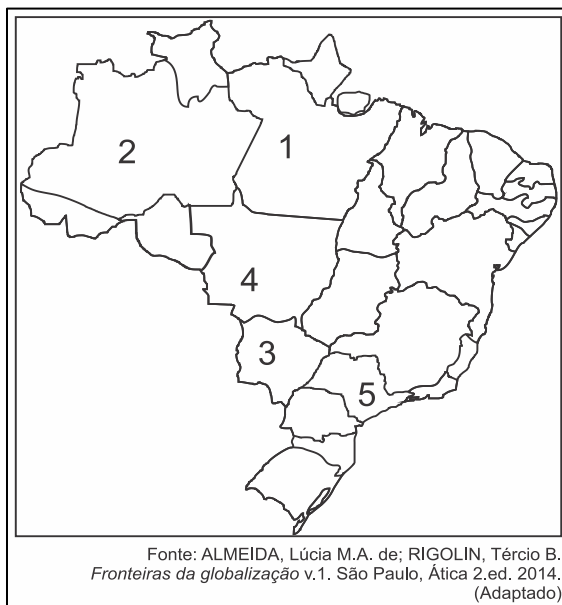 1
2
4
3
5
Fonte: ALMEIDA, Lúcia M.A. de; RIGOLIN, Tércio B.
Fronteiras da globalização v.1. São Paulo, Ática 2.ed. 2014.
(Adaptado)